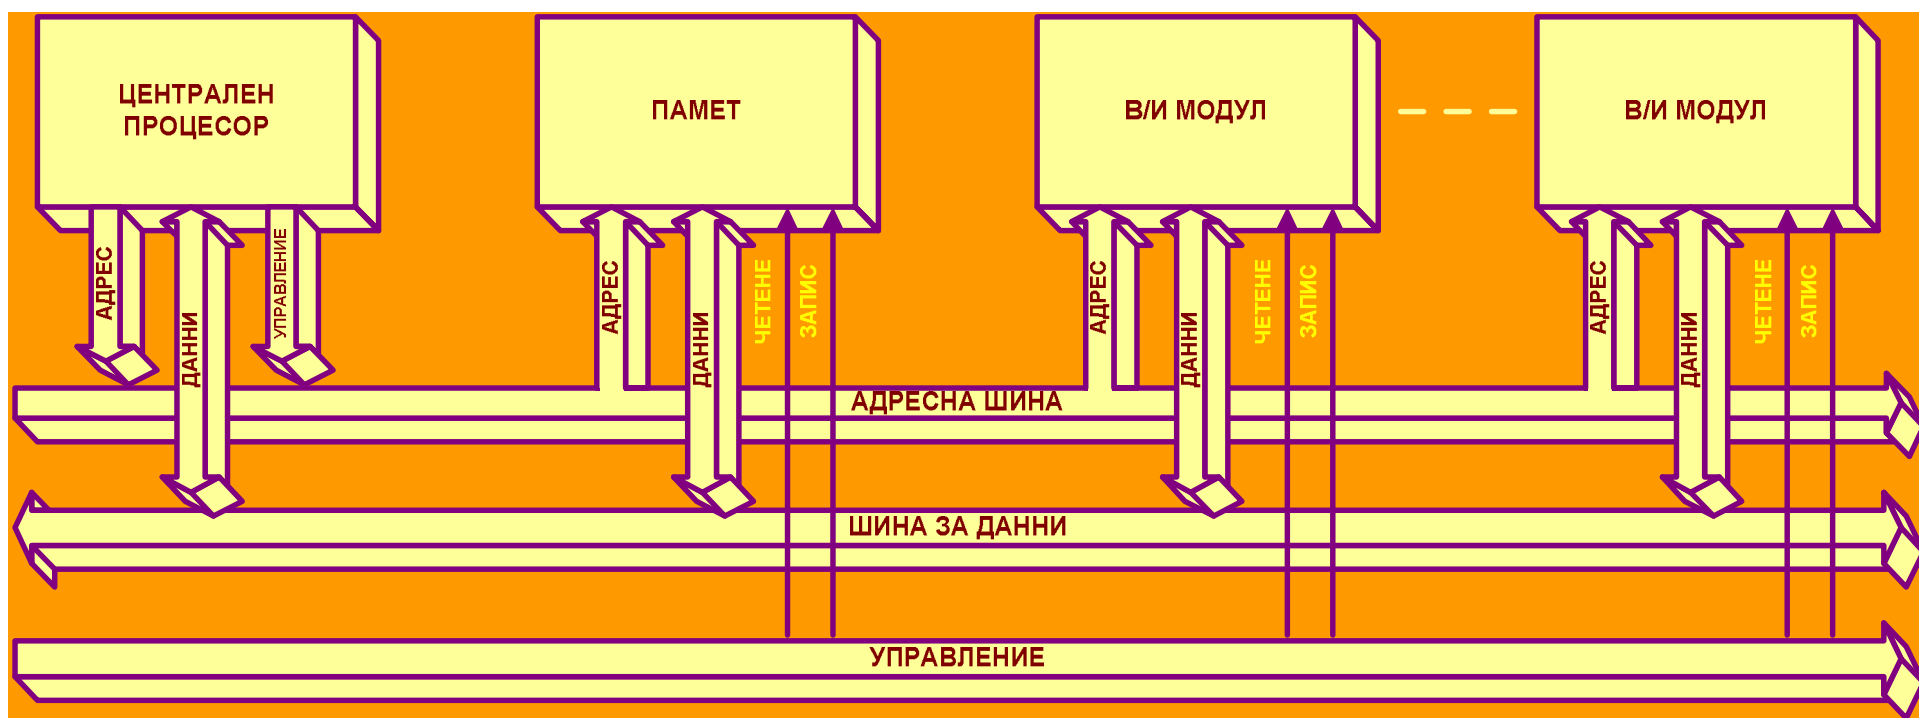 ЦЕНТРАЛЕН
ПРОЦЕСОР
ПАМЕТ
В/И МОДУЛ
В/И МОДУЛ
АДРЕС
ДАННИ
УПРАВЛЕНИЕ
АДРЕС
ДАННИ
ЧЕТЕНЕ
ЗАПИС
АДРЕС
ДАННИ
ЧЕТЕНЕ
ЗАПИС
АДРЕС
ДАННИ
ЧЕТЕНЕ
ЗАПИС
АДРЕСНА ШИНА
ШИНА ЗА ДАННИ
УПРАВЛЕНИЕ